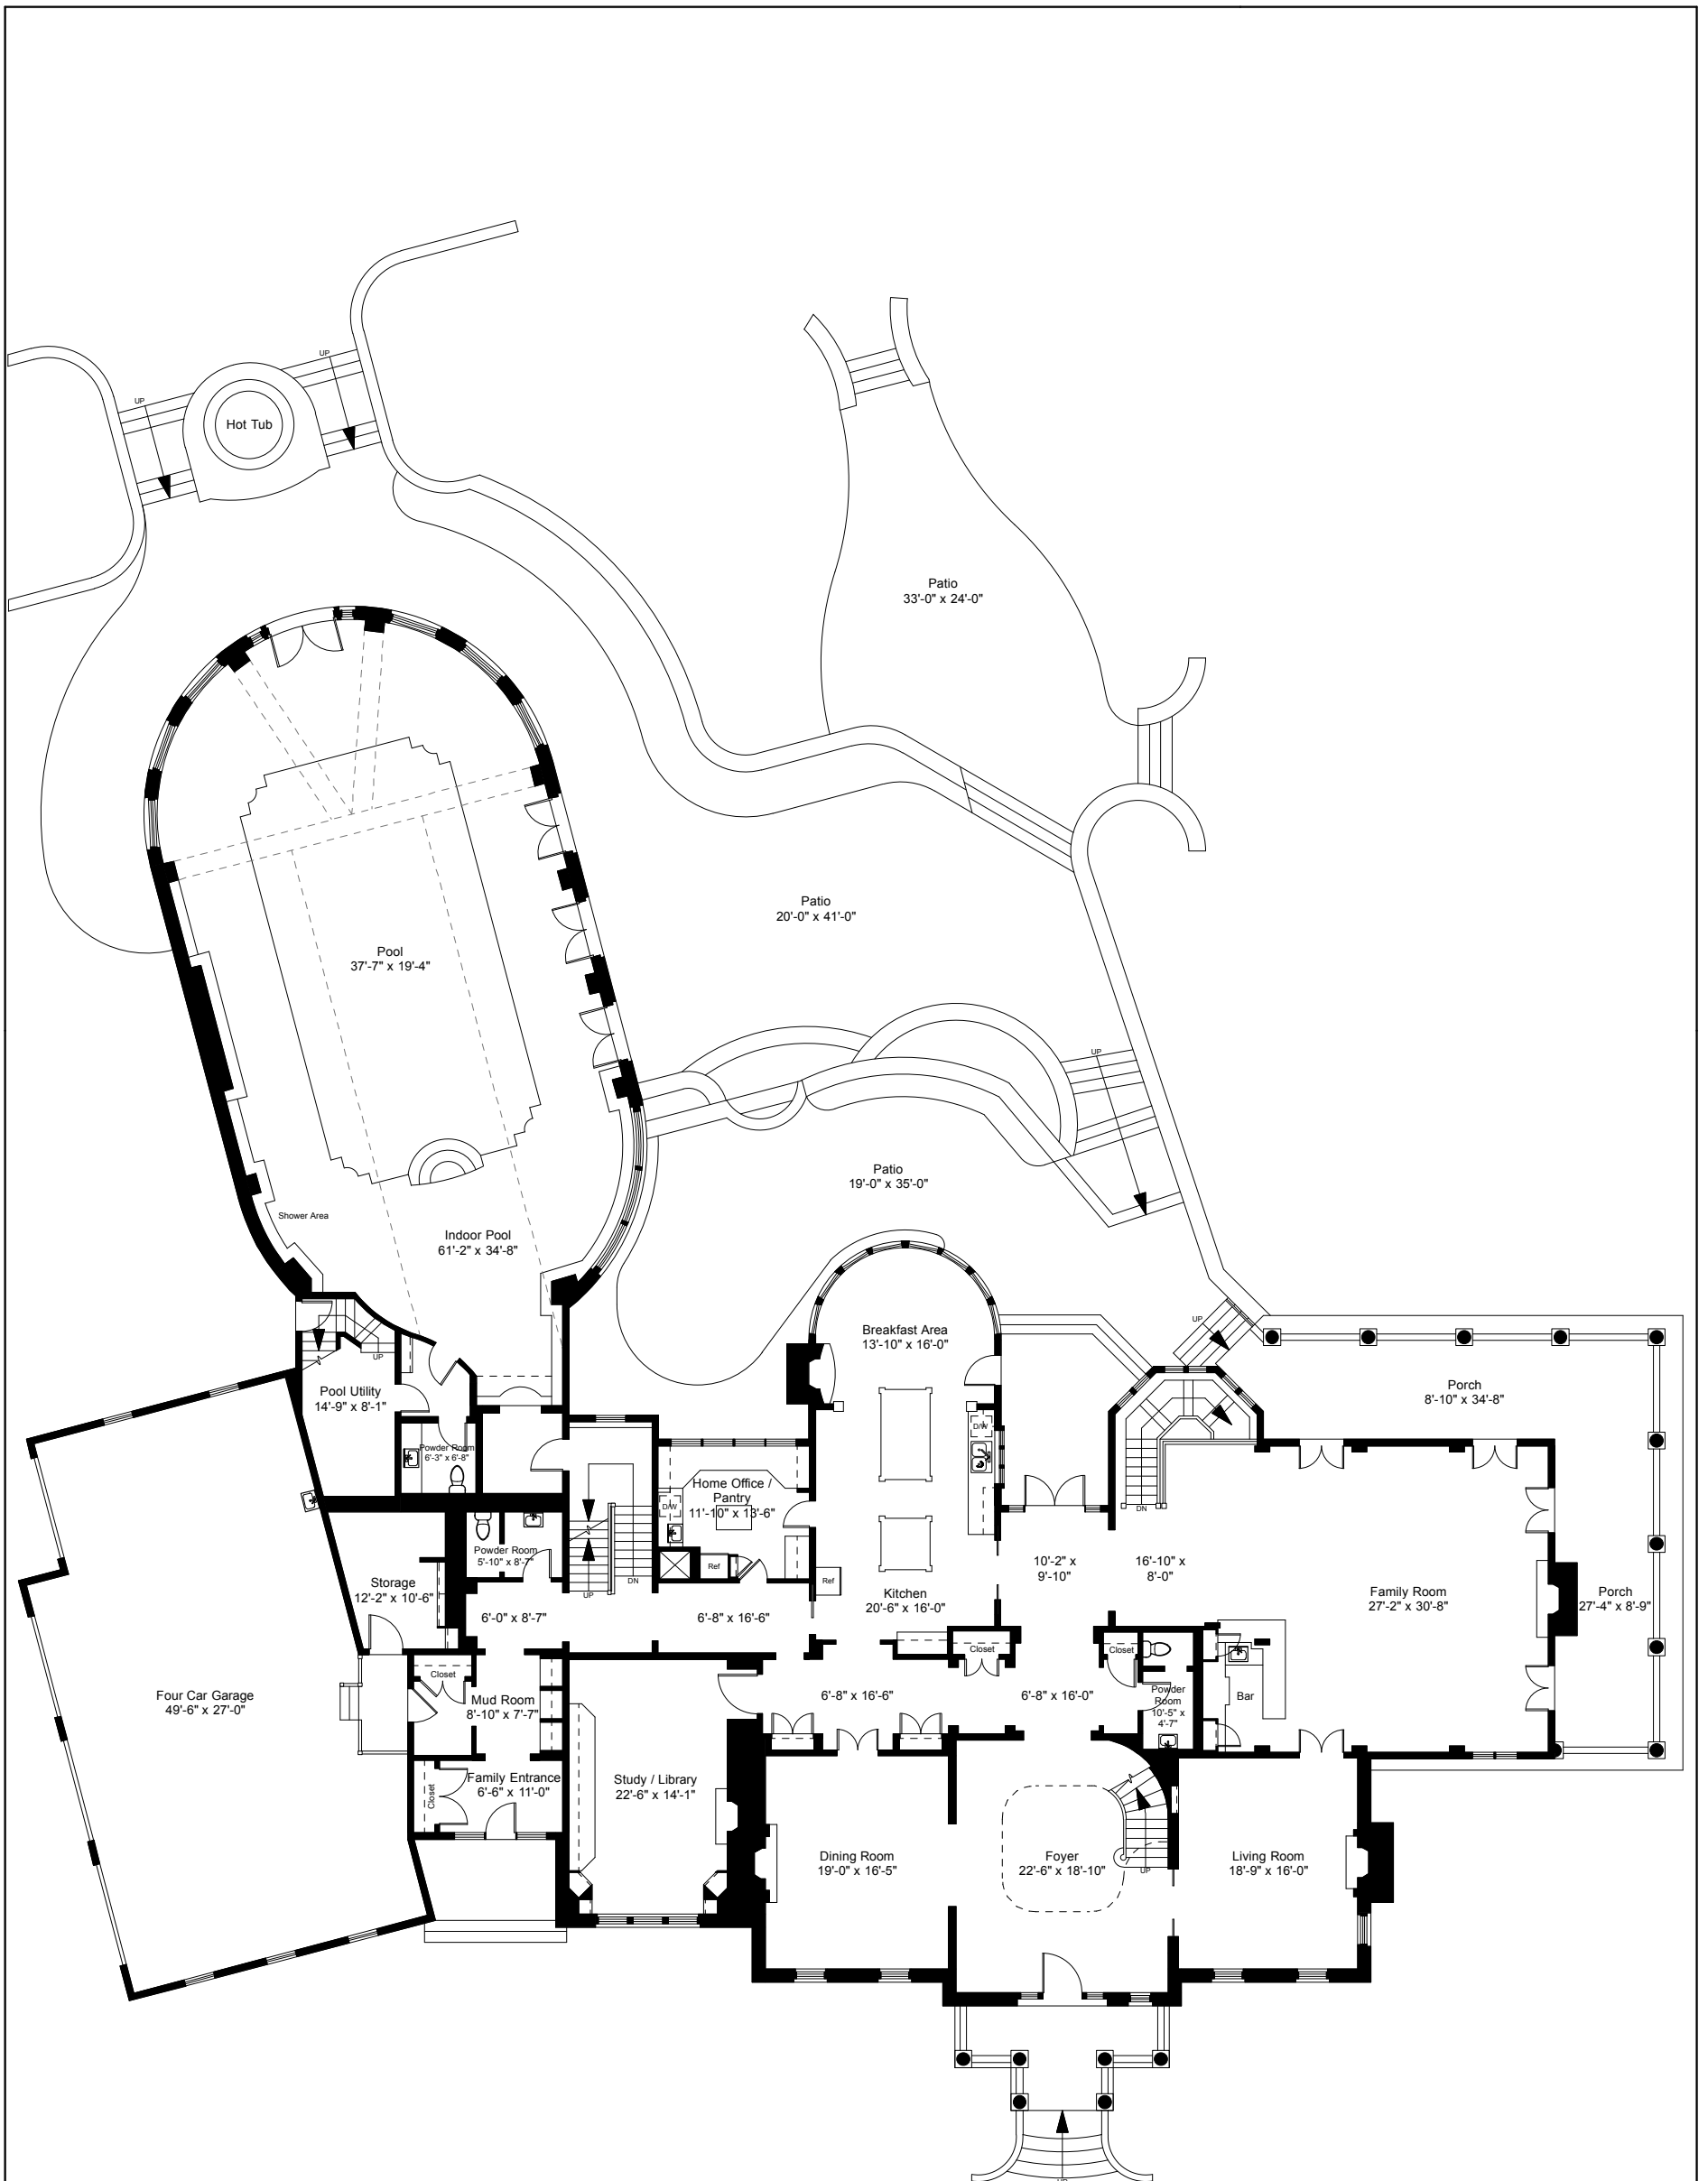 UP
UP
Hot Tub
Patio
33'-0" x 24'-0"
Patio
20'-0" x 41'-0"
Pool
37'-7" x 19'-4"
UP
Patio
19'-0" x 35'-0"
Shower Area
Indoor Pool
61'-2" x 34'-8"
UP
Breakfast Area
13'-10" x 16'-0"
UP
Pool Utility
14'-9" x 8'-1"
Porch
8'-10" x 34'-8"
D/W
Powder Room
6'-3" x 6'-8"
Home Office /
Pantry
11'-10" x 13'-6"
D/W
DN
Powder Room
5'-10" x 8'-7"
Ref
Ref
DN
UP
Storage
12'-2" x 10'-6"
Kitchen
20'-6" x 16'-0"
10'-2" x
9'-10"
16'-10" x
8'-0"
Family Room
27'-2" x 30'-8"
Porch
27'-4" x 8'-9"
6'-0" x 8'-7"
6'-8" x 16'-6"
Closet
Closet
Closet
Four Car Garage
49'-6" x 27'-0"
Mud Room
8'-10" x 7'-7"
6'-8" x 16'-6"
6'-8" x 16'-0"
Powder
Room
10'-5" x
4'-7"
Bar
Family Entrance
6'-6" x 11'-0"
Closet
Study / Library
22'-6" x 14'-1"
Dining Room
19'-0" x 16'-5"
Foyer
22'-6" x 18'-10"
UP
Living Room
18'-9" x 16'-0"
UP